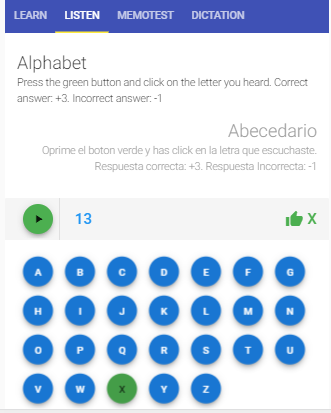 LEARN LISTEN MEMOTEST DICTATION
Alphabet
Press the green button and click on the letter you heard. Correct
answer: +3. Incorrect answer: -1
Abecedario
Oprime el boton verde y has click en la letra que escuchaste.
Respuesta correcta: +3. Respuesta Incorrecta: -1
13 X
A B C D E F G
H I J K L M N
O P Q R S T U
V W X Y Z